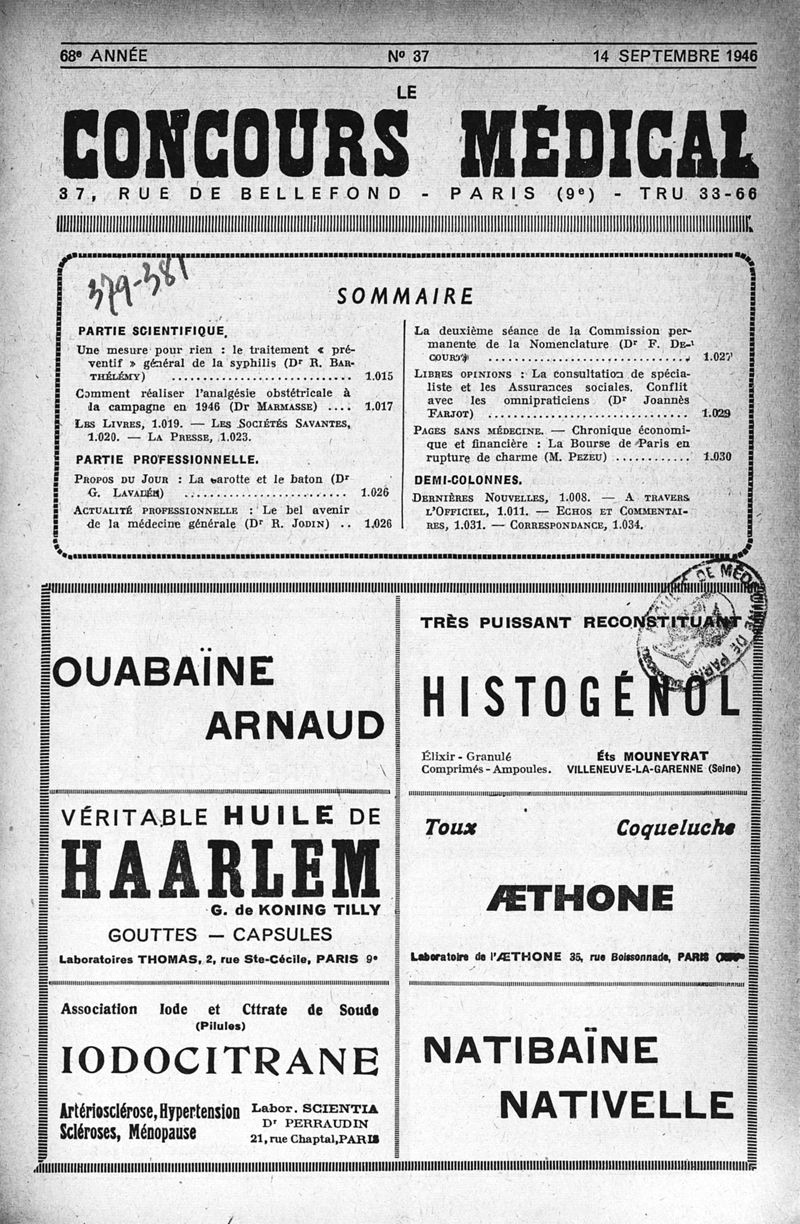 68e ANNÉE
No 37
14 SEPTEMBRE 1946
LE
CONCOURS MÉDICAL
37, RUE DE BELLEFOND - PARIS (9e) - TRU 33-66
379-381
SOMMAIRE
PARTIE SCIENTIFIQUE.
Une mesure pour rien : le traitement « pré-
ventif » général de la syphilis (Dr R. BAR-
THÉLÉMY) .............................. 1.015
Comment réaliser l'analgésie obstétricale à
la campagne en 1946 (Dr MARMASSE) .... 1.017
LES LIVRES, 1.019. — LES SOCIÉTÉS SAVANTES,
1.020. — LA PRESSE, 1.023.
PARTIE PROFESSIONNELLE.
PROPOS DU JOUR : La carotte et le baton (Dr
G. LAVALÉE) ........................ 1.026
ACTUALITÉ PROFESSIONNELLE : Le bel avenir
de la médecine générale (Dr R. JODIN) .. 1.026
La deuxième séance de la Commission per-
manente de la Nomenclature (Dr F. DE-
COURT) .............................. 1.027
LIBRES OPINIONS : La consultation de spécia-
liste et les Assurances sociales. Conflit
avec les omnipraticiens (Dr Joannès
FARJOT) .............................. 1.029
PAGES SANS MÉDECINE. — Chronique économi-
que et financière : La Bourse de Paris en
rupture de charme (M. PEZEU) ............ 1.030
DEMI-COLONNES.
DERNIÈRES NOUVELLES, 1.008. — A TRAVERS
L'OFFICIEL, 1.011. — ECHOS ET COMMENTAI-
RES, 1.031. — CORRESPONDANCE, 1.034.
OUABAÏNE
ARNAUD
VÉRITABLE HUILE DE
HAARLEM
G. de KONING TILLY
GOUTTES — CAPSULES
Laboratoires THOMAS, 2, rue Ste-Cécile, PARIS 9e
Association Iode et Cttrate de Soude
(Pilules)
IODOCITRANE
Artériosclérose, Hypertension
Scléroses, Ménopause
Labor. SCIENTIA
Dr PERRAUDIN
21, rue Chaptal, PARIS
TRÈS PUISSANT RECONSTITUANT
HISTOGÉNOL
Élixir - Granulé
Comprimés - Ampoules.
Éts MOUNEYRAT
VILLENEUVE-LA-GARENNE (Seine)
Toux
Coqueluche
ÆTHONE
Laboratoire de l'ÆTHONE 35, rue Boissonnade, PARIS
NATIBAÏNE
NATIVELLE
DE MÉDECINE DE PARIS